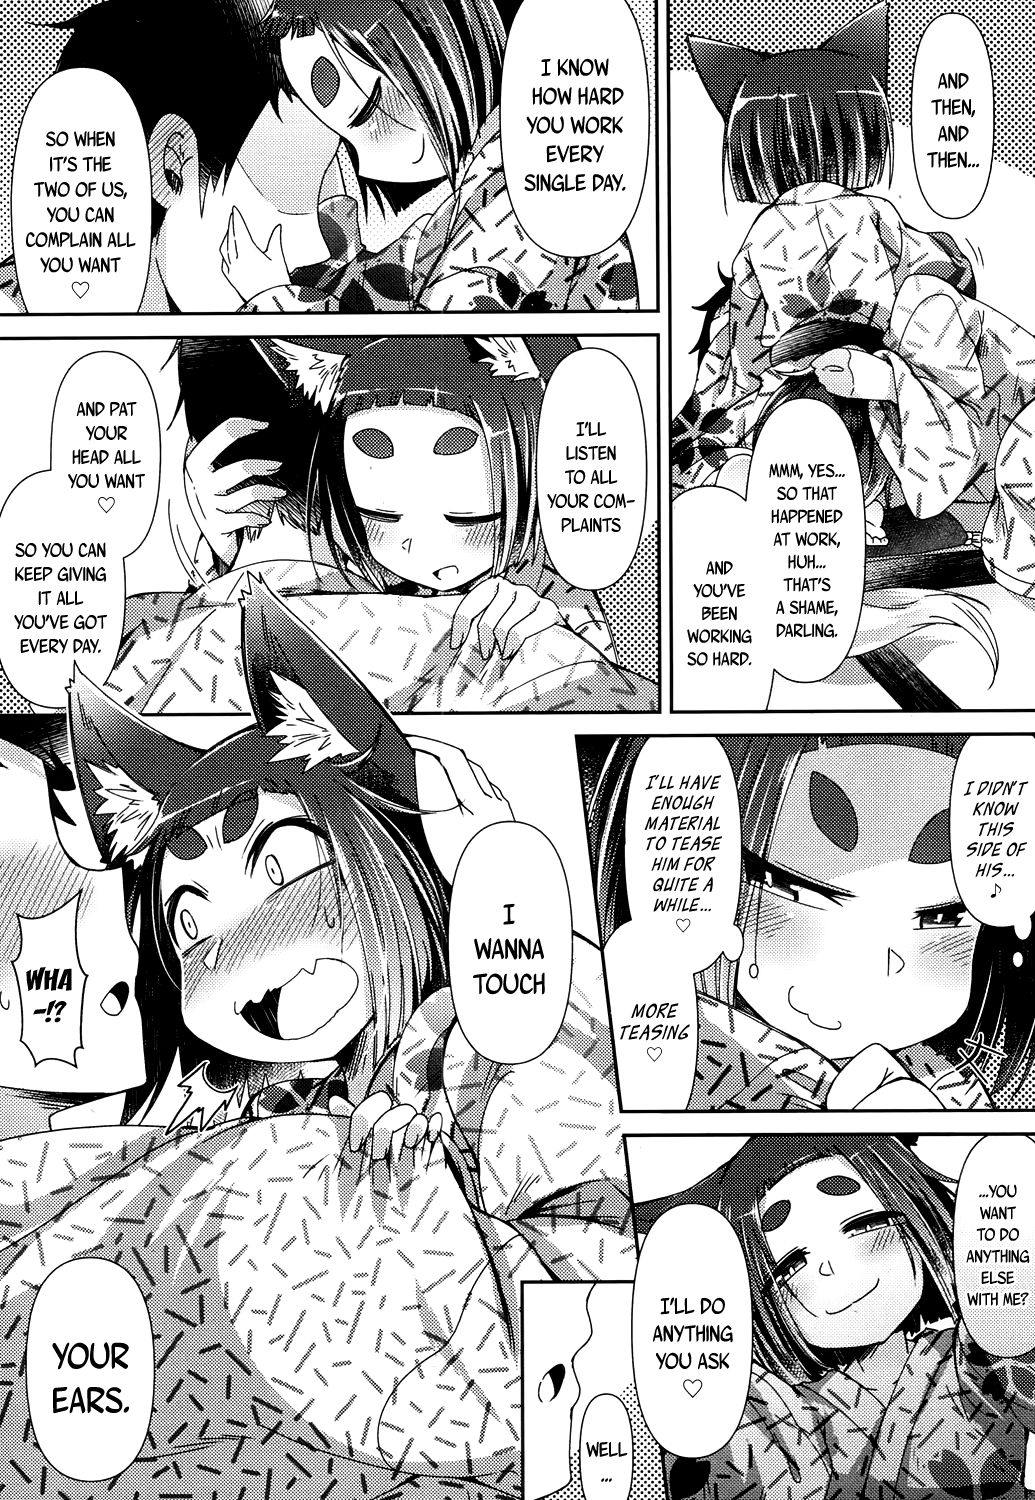 AND
THEN,
AND
THEN...
MMM, YES...
SO THAT
HAPPENED
AT WORK,
HUH...
THAT'S
A SHAME,
DARLING.
AND
YOU'VE
BEEN
WORKING
SO HARD.
I KNOW
HOW HARD
YOU WORK
EVERY
SINGLE DAY.
SO WHEN
IT'S THE
TWO OF US,
YOU CAN
COMPLAIN ALL
YOU WANT
♡
I'LL
LISTEN
TO ALL
YOUR COM-
PLAINTS
AND PAT
YOUR
HEAD ALL
YOU WANT
♡
SO YOU CAN
KEEP GIVING
IT ALL
YOU'VE GOT
EVERY DAY.
I DIDN'T
KNOW
THIS
SIDE OF
HIS...
♪
I'LL HAVE
ENOUGH
MATERIAL
TO TEASE
HIM FOR
QUITE A
WHILE...
♡
MORE
TEASING
♡
...YOU
WANT
TO DO
ANYTHING
ELSE
WITH ME?
I'LL DO
ANYTHING
YOU ASK
♡
WELL
...
I
WANNA
TOUCH
YOUR
EARS.
WHA
-!?